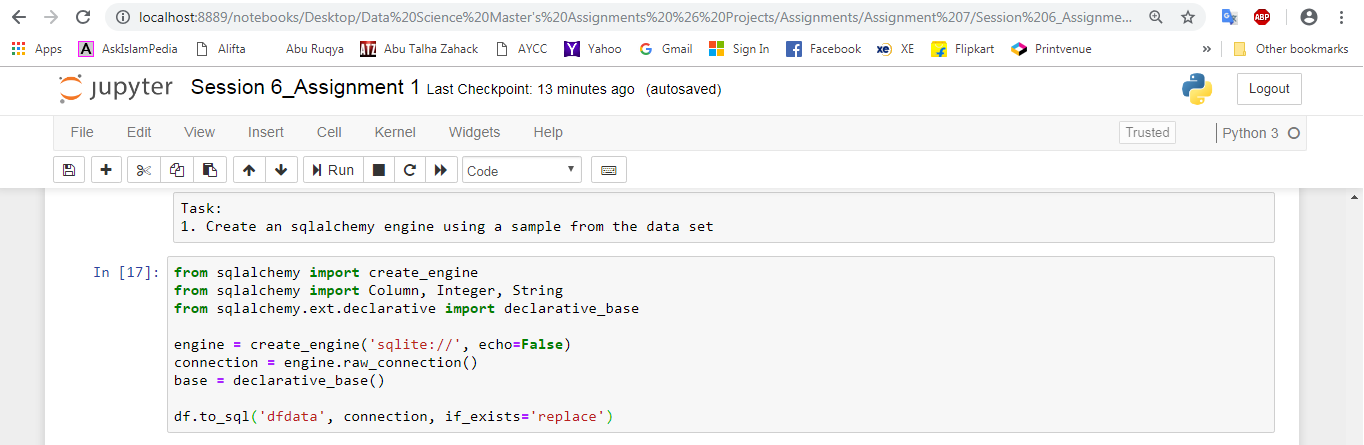 localhost:8889/notebooks/Desktop/Data%20Science%20Master's%20Assignments%20%26%20Projects/Assignments/Assignment%207/Session%206_Assignme...
ABP
Apps A AskIslamPedia Alifta Abu Ruqya ATZ Abu Talha Zahack AYCC Y Yahoo G Gmail Sign In f Facebook xe XE f Flipkart Printvenue » Other bookmarks
jupyter Session 6_Assignment 1 Last Checkpoint: 13 minutes ago (autosaved) Logout
File Edit View Insert Cell Kernel Widgets Help Trusted Python 3
Run Code
Task:
1. Create an sqlalchemy engine using a sample from the data set
In [17]: from sqlalchemy import create_engine
from sqlalchemy import Column, Integer, String
from sqlalchemy.ext.declarative import declarative_base
engine = create_engine('sqlite://', echo=False)
connection = engine.raw_connection()
base = declarative_base()
df.to_sql('dfdata', connection, if_exists='replace')